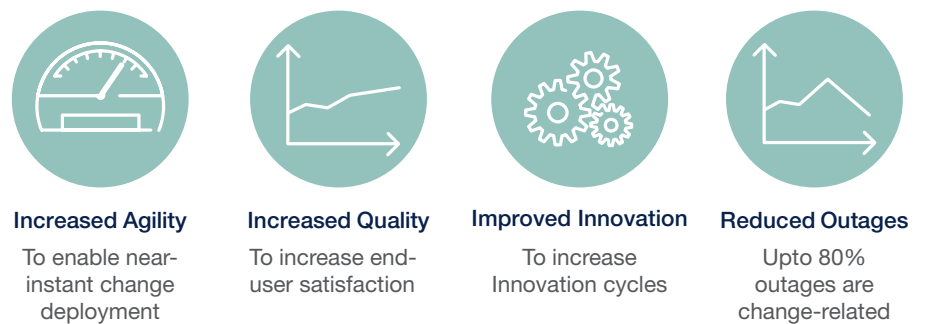 Increased Agility
To enable near-
instant change
deployment
Increased Quality
To increase end-
user satisfaction
Improved Innovation
To increase
Innovation cycles
Reduced Outages
Upto 80%
outages are
change-related